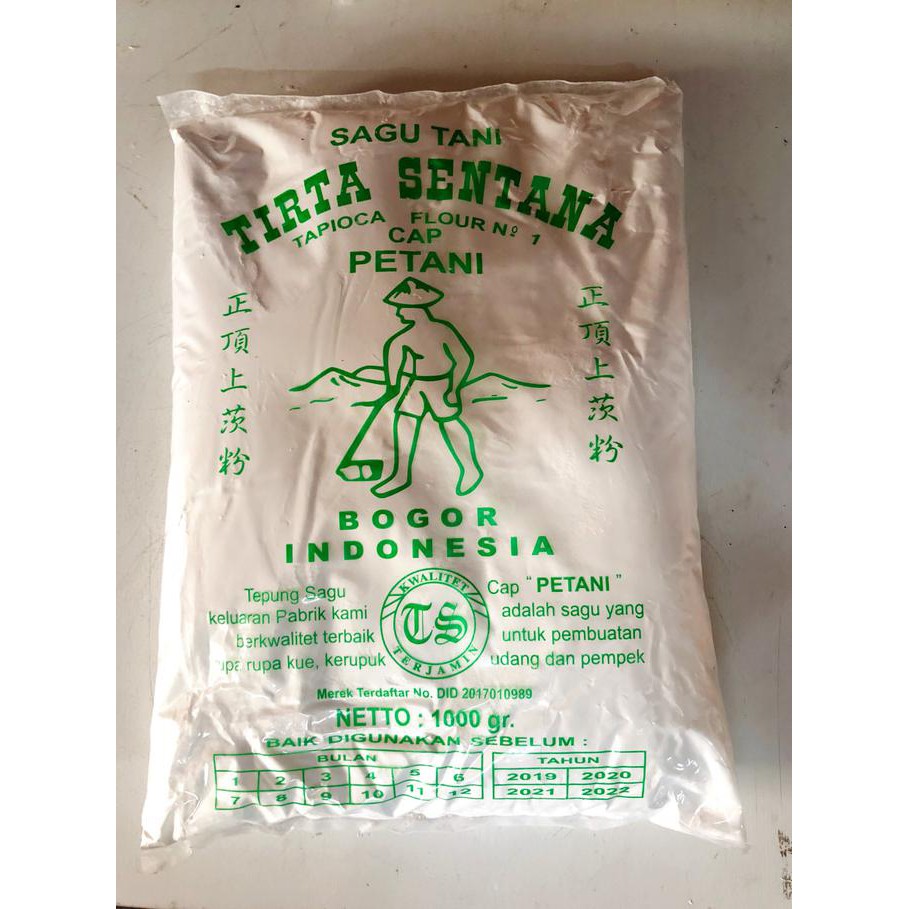 SAGU TANI
TIRTA SENTANA
TAPIOCA FLOUR Nº 1
CAP
PETANI
正頂上茨粉
正頂上茨粉
BOGOR
INDONESIA
Tepung Sagu Cap "PETANI"
keluaran Pabrik kami adalah sagu yang
berkwalitet terbaik untuk pembuatan
rupa rupa kue, kerupuk udang dan pempek
KWALITET
TS
TERJAMIN
Merek Terdaftar No. DID 2017010989
NETTO : 1000 gr.
BAIK DIGUNAKAN SEBELUM :
BULAN TAHUN
1 2 3 4 5 6 2019 2020
7 8 9 10 11 12 2021 2022